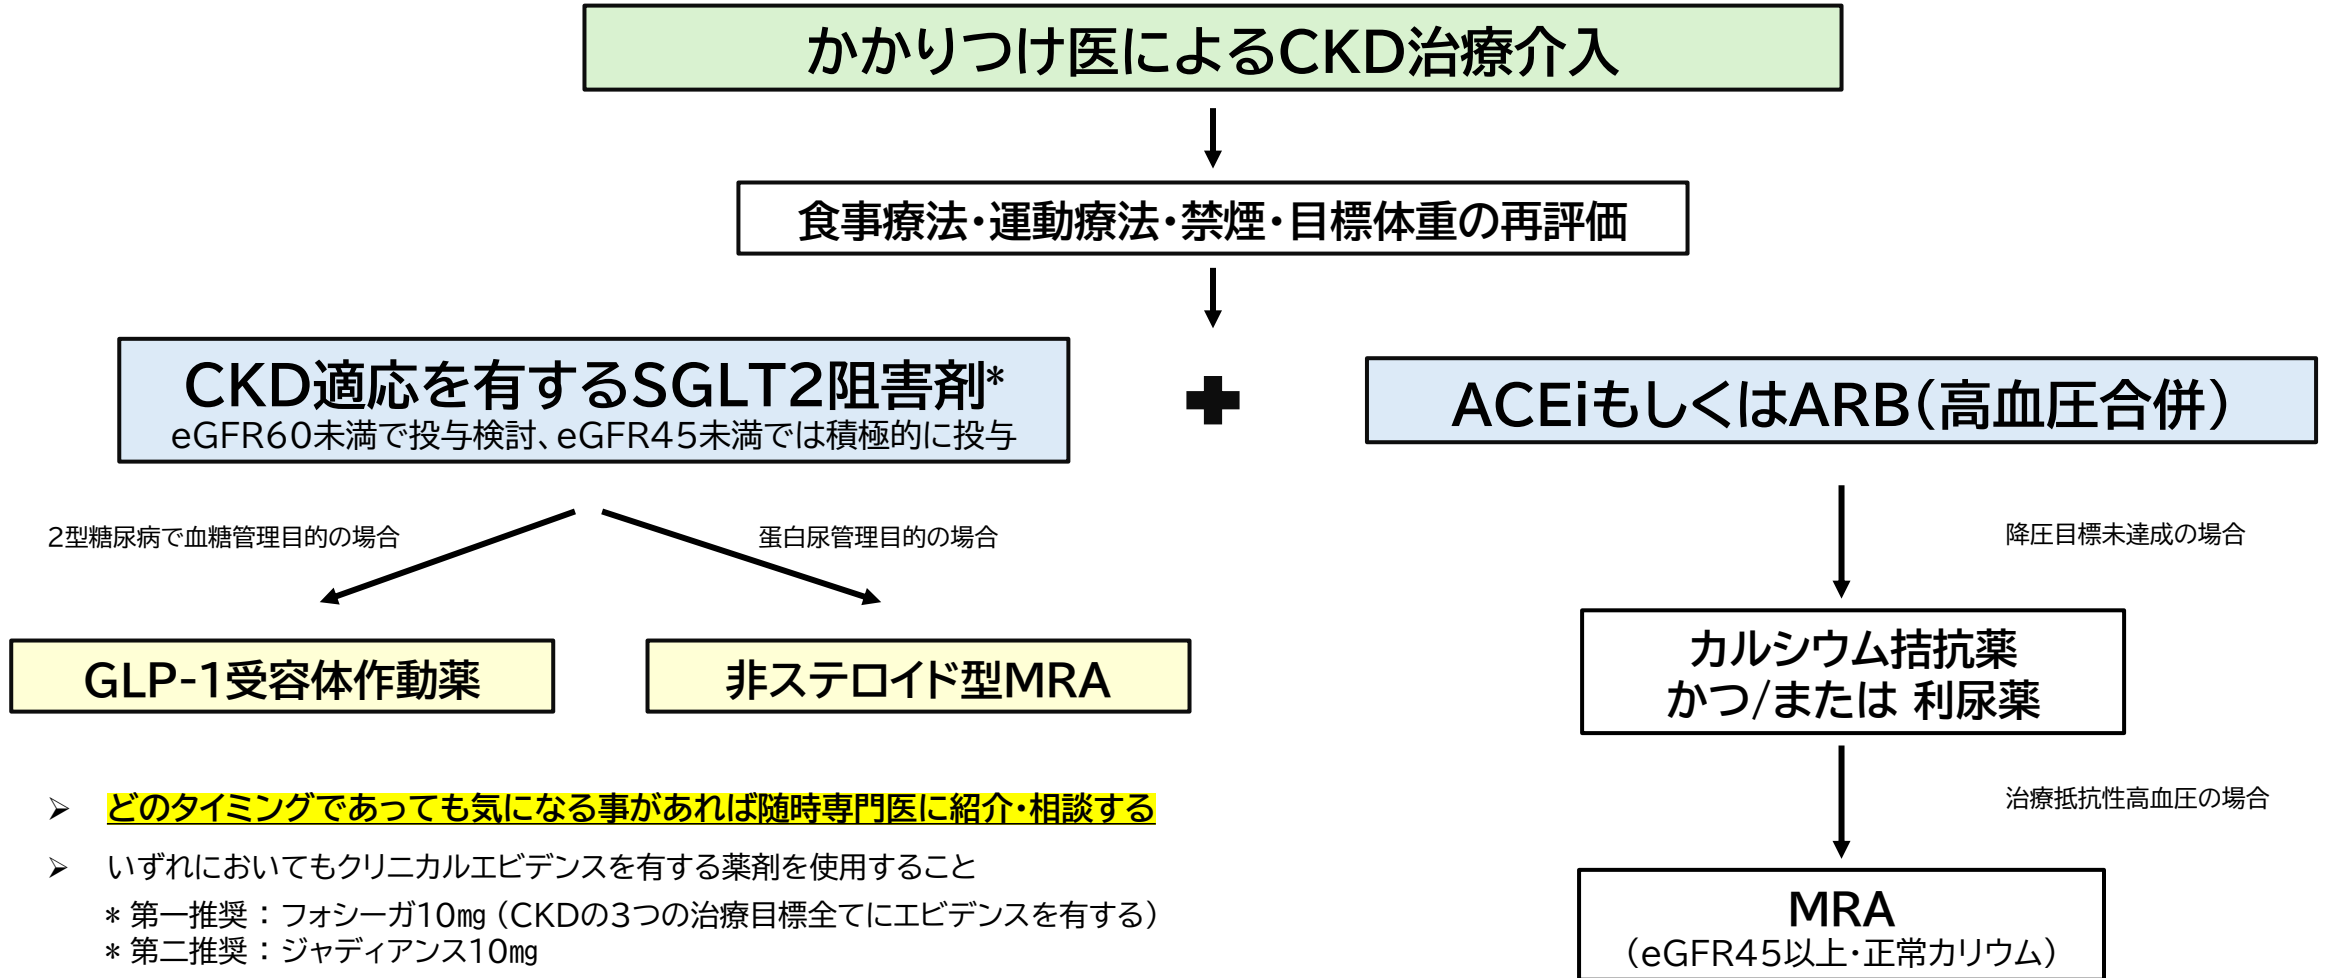 かかりつけ医によるCKD治療介入
食事療法・運動療法・禁煙・目標体重の再評価
CKD適応を有するSGLT2阻害剤*
eGFR60未満で投与検討、eGFR45未満では積極的に投与
ACEiもしくはARB(高血圧合併)
2型糖尿病で血糖管理目的の場合
蛋白尿管理目的の場合
降圧目標未達成の場合
GLP-1受容体作動薬
非ステロイド型MRA
カルシウム拮抗薬
かつ/または 利尿薬
治療抵抗性高血圧の場合
MRA
(eGFR45以上・正常カリウム)
➢ どのタイミングであっても気になる事があれば随時専門医に紹介・相談する
➢ いずれにおいてもクリニカルエビデンスを有する薬剤を使用すること
* 第一推奨 : フォシーガ10㎎ (CKDの3つの治療目標全てにエビデンスを有する)
* 第二推奨 : ジャディアンス10㎎